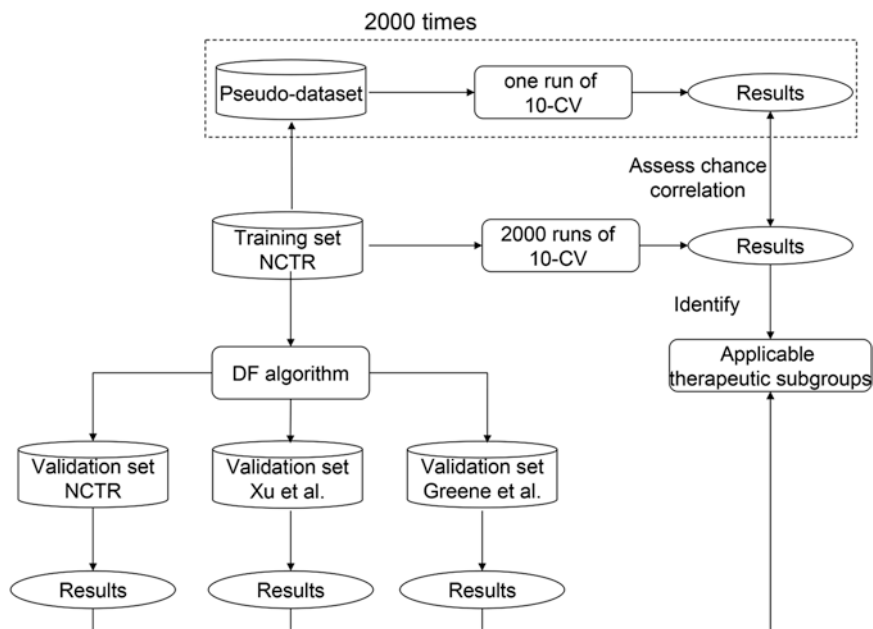 2000 times
Pseudo-dataset
one run of
10-CV
Results
Assess chance
correlation
Training set
NCTR
2000 runs of
10-CV
Results
Identify
Applicable
therapeutic subgroups
DF algorithm
Validation set
NCTR
Validation set
Xu et al.
Validation set
Greene et al.
Results
Results
Results